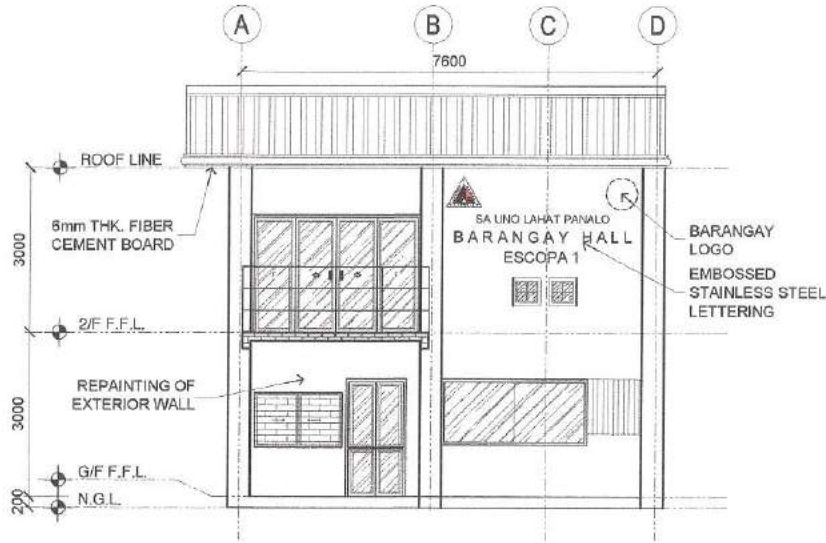 A
B
C
D
7600
ROOF LINE
3000
6mm THK. FIBER
CEMENT BOARD
SA UNO LAHAT PANALO
BARANGAY HALL
ESCOPA 1
BARANGAY
LOGO
EMBOSSED
STAINLESS STEEL
LETTERING
2/F F.F.L.
3000
REPAINTING OF
EXTERIOR WALL
G/F F.F.L.
200
N.G.L.